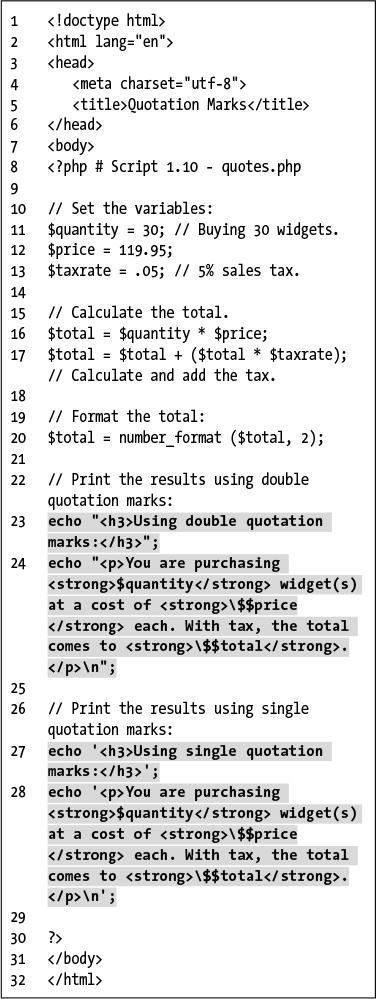 1 <!doctype html>
2 <html lang="en">
3 <head>
4    <meta charset="utf-8">
5    <title>Quotation Marks</title>
6 </head>
7 <body>
8 <?php # Script 1.10 - quotes.php
9
10 // Set the variables:
11 $quantity = 30; // Buying 30 widgets.
12 $price = 119.95;
13 $taxrate = .05; // 5% sales tax.
14
15 // Calculate the total.
16 $total = $quantity * $price;
17 $total = $total + ($total * $taxrate);
// Calculate and add the tax.
18
19 // Format the total:
20 $total = number_format ($total, 2);
21
22 // Print the results using double
quotation marks:
23 echo "<h3>Using double quotation
marks:</h3>";
24 echo "<p>You are purchasing
<strong>$quantity</strong> widget(s)
at a cost of <strong>\$$price
</strong> each. With tax, the total
comes to <strong>\$$total</strong>.
</p>\n";
25
26 // Print the results using single
quotation marks:
27 echo '<h3>Using single quotation
marks:</h3>';
28 echo '<p>You are purchasing
<strong>$quantity</strong> widget(s)
at a cost of <strong>\$$price
</strong> each. With tax, the total
comes to <strong>\$$total</strong>.
</p>\n';
29
30 ?>
31 </body>
32 </html>